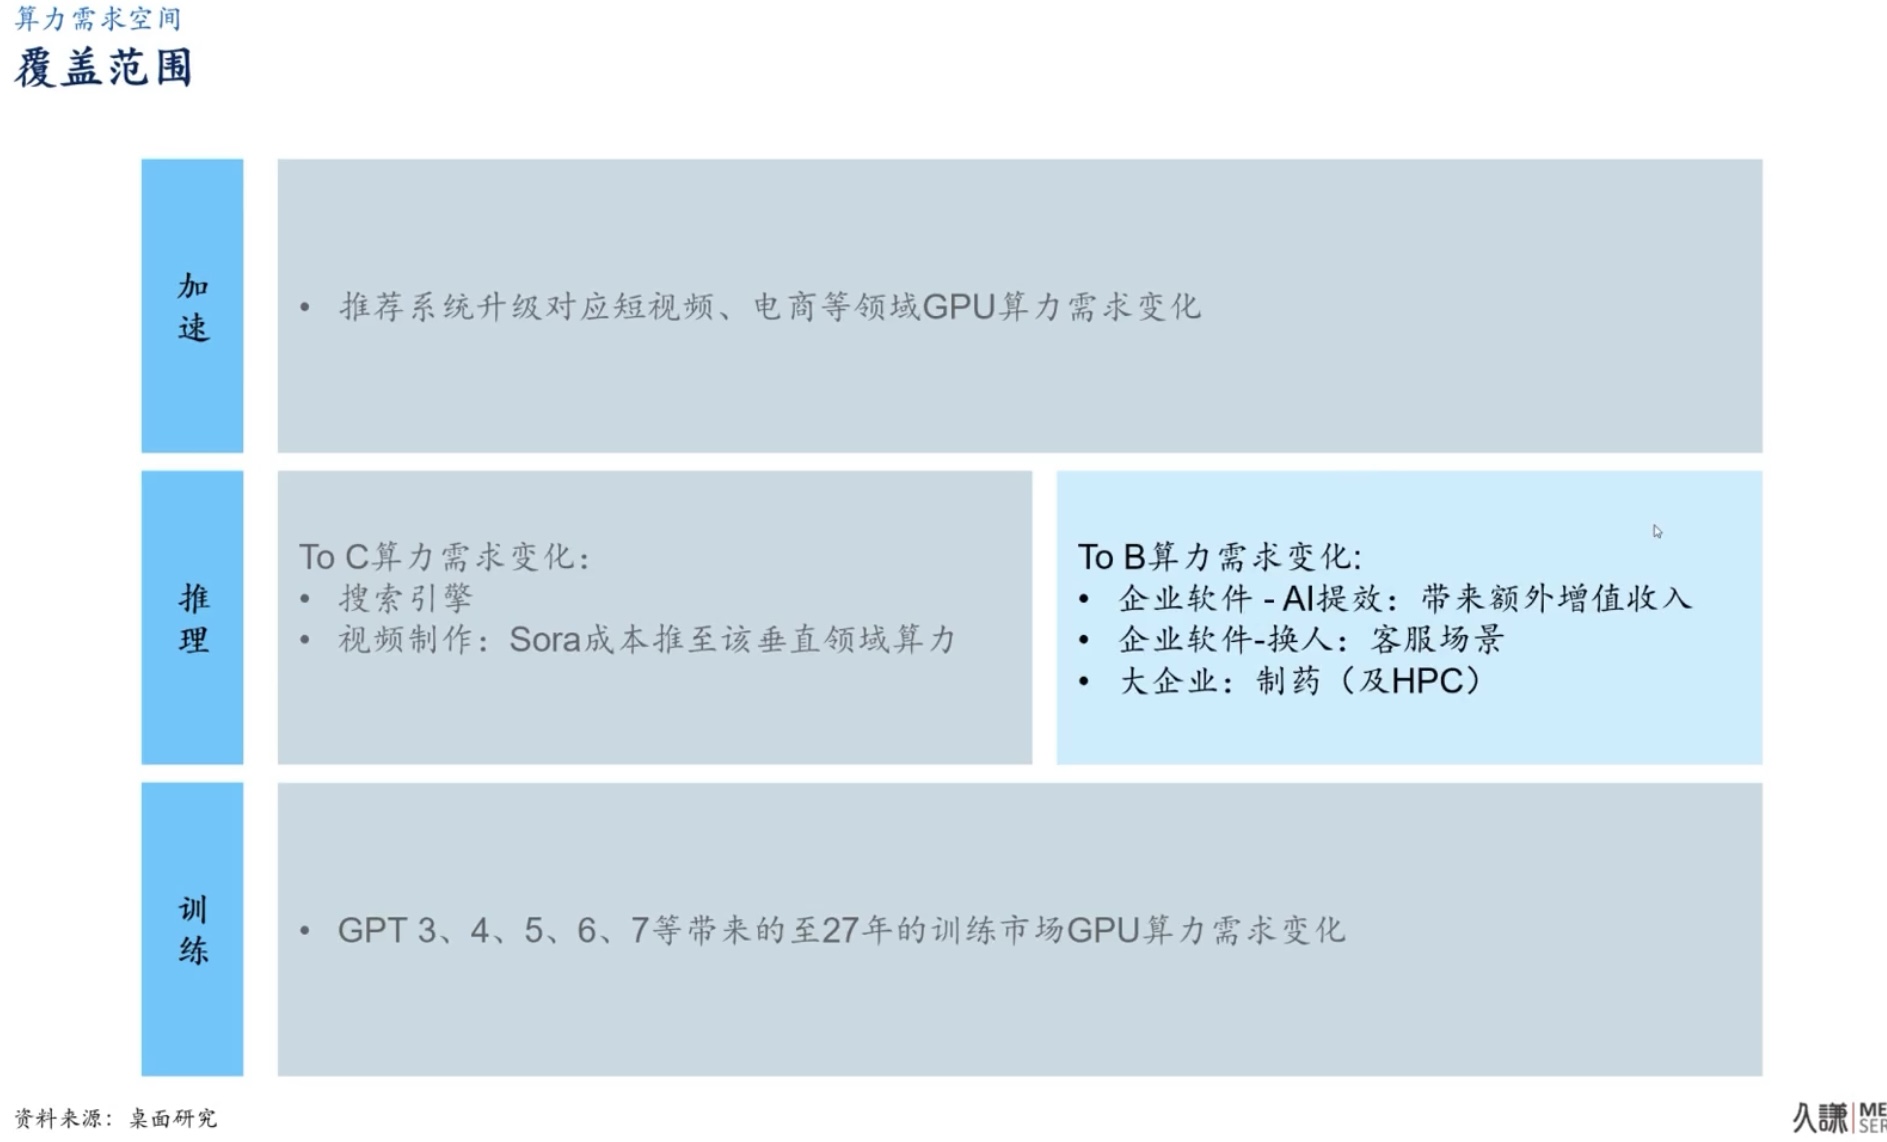 算力需求空间
覆盖范围
加
速
• 推荐系统升级对应短视频、电商等领域GPU算力需求变化
推
理
To C算力需求变化：
• 搜索引擎
• 视频制作：Sora成本推至该垂直领域算力
To B算力需求变化:
• 企业软件 - AI提效：带来额外增值收入
• 企业软件-换人：客服场景
• 大企业：制药（及HPC）
训
练
• GPT 3、4、5、6、7等带来的至27年的训练市场GPU算力需求变化
资料来源：桌面研究
久謙
ME
SER